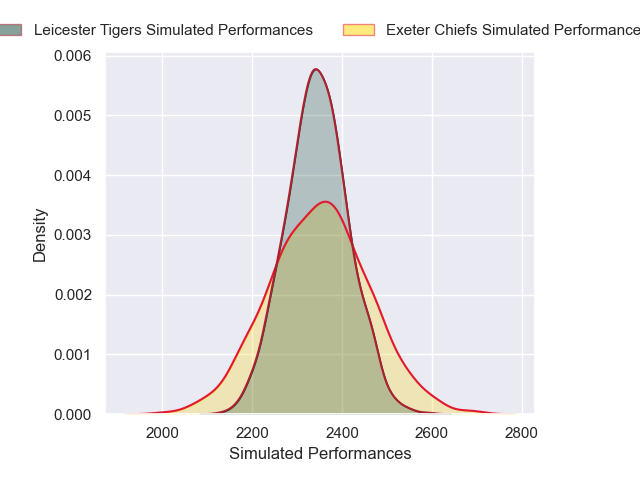 Leicester Tigers Simulated Performances Exeter Chiefs Simulated Performance
0.006
0.005
0.004
0.003
0.002
0.001
0.000
Density
2000 2200 2400 2600 2800
Simulated Performances